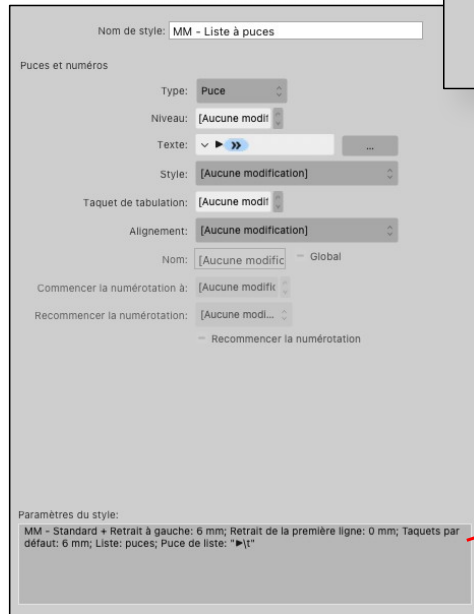 Nom de style: MM - Liste à puces
Puces et numéros
Type: Puce
Niveau: [Aucune modif
Texte: ▶ » ...
Style: [Aucune modification]
Taquet de tabulation: [Aucune modif
Alignement: [Aucune modification]
Nom: [Aucune modific – Global
Commencer la numérotation à: [Aucune modific
Recommencer la numérotation: [Aucune modi...
– Recommencer la numérotation
Paramètres du style:
MM - Standard + Retrait à gauche: 6 mm; Retrait de la première ligne: 0 mm; Taquets par
défaut: 6 mm; Liste: puces; Puce de liste: "▶\t"